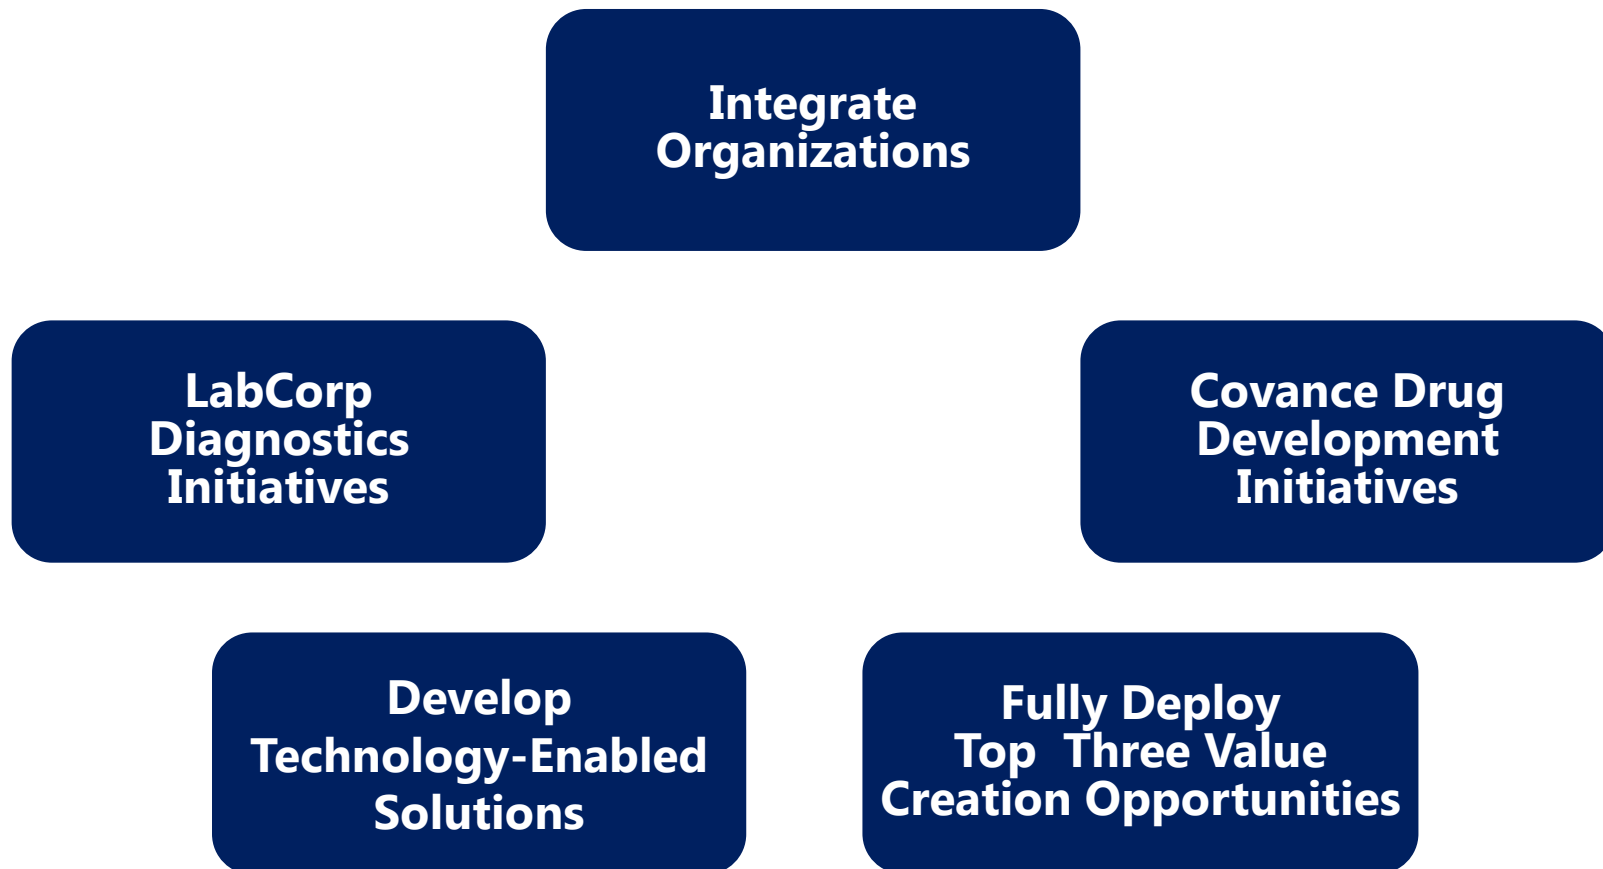 Integrate
Organizations
LabCorp
Diagnostics
Initiatives
Covance Drug
Development
Initiatives
Develop
Technology-Enabled
Solutions
Fully Deploy
Top  Three Value
Creation Opportunities